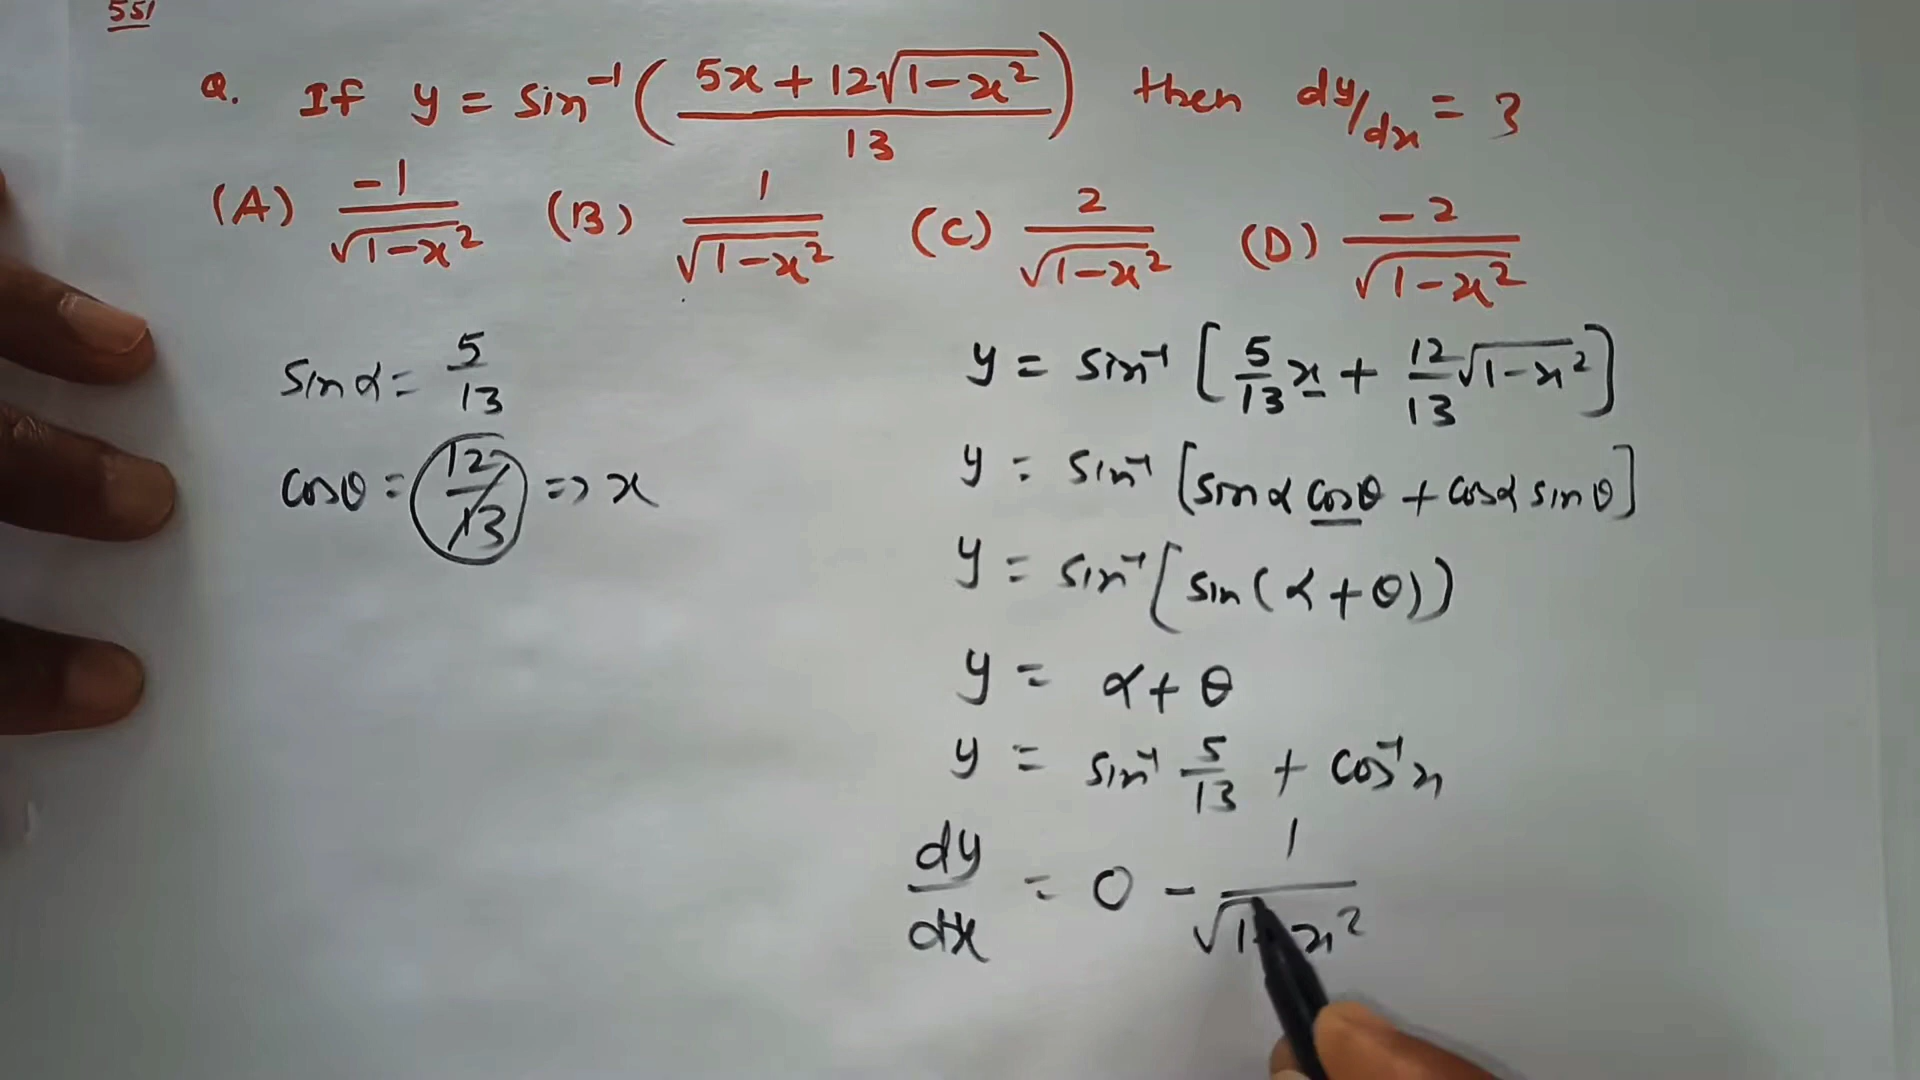 551
Q. If y = sin⁻¹ ( (5x + 12√(1-x²)) / 13 ) then dy/dx = ?
(A) -1/√(1-x²) (B) 1/√(1-x²) (C) 2/√(1-x²) (D) -2/√(1-x²)
sin α = 5/13
cos θ = 12/13 => x
y = sin⁻¹ [ 5/13 x + 12/13 √(1-x²) ]
y = sin⁻¹ [sin α cos θ + cos α sin θ]
y = sin⁻¹ [ sin (α + θ) )
y = α + θ
y = sin⁻¹ 5/13 + cos⁻¹ x
dy/dx = 0 - 1/√(1-x²)